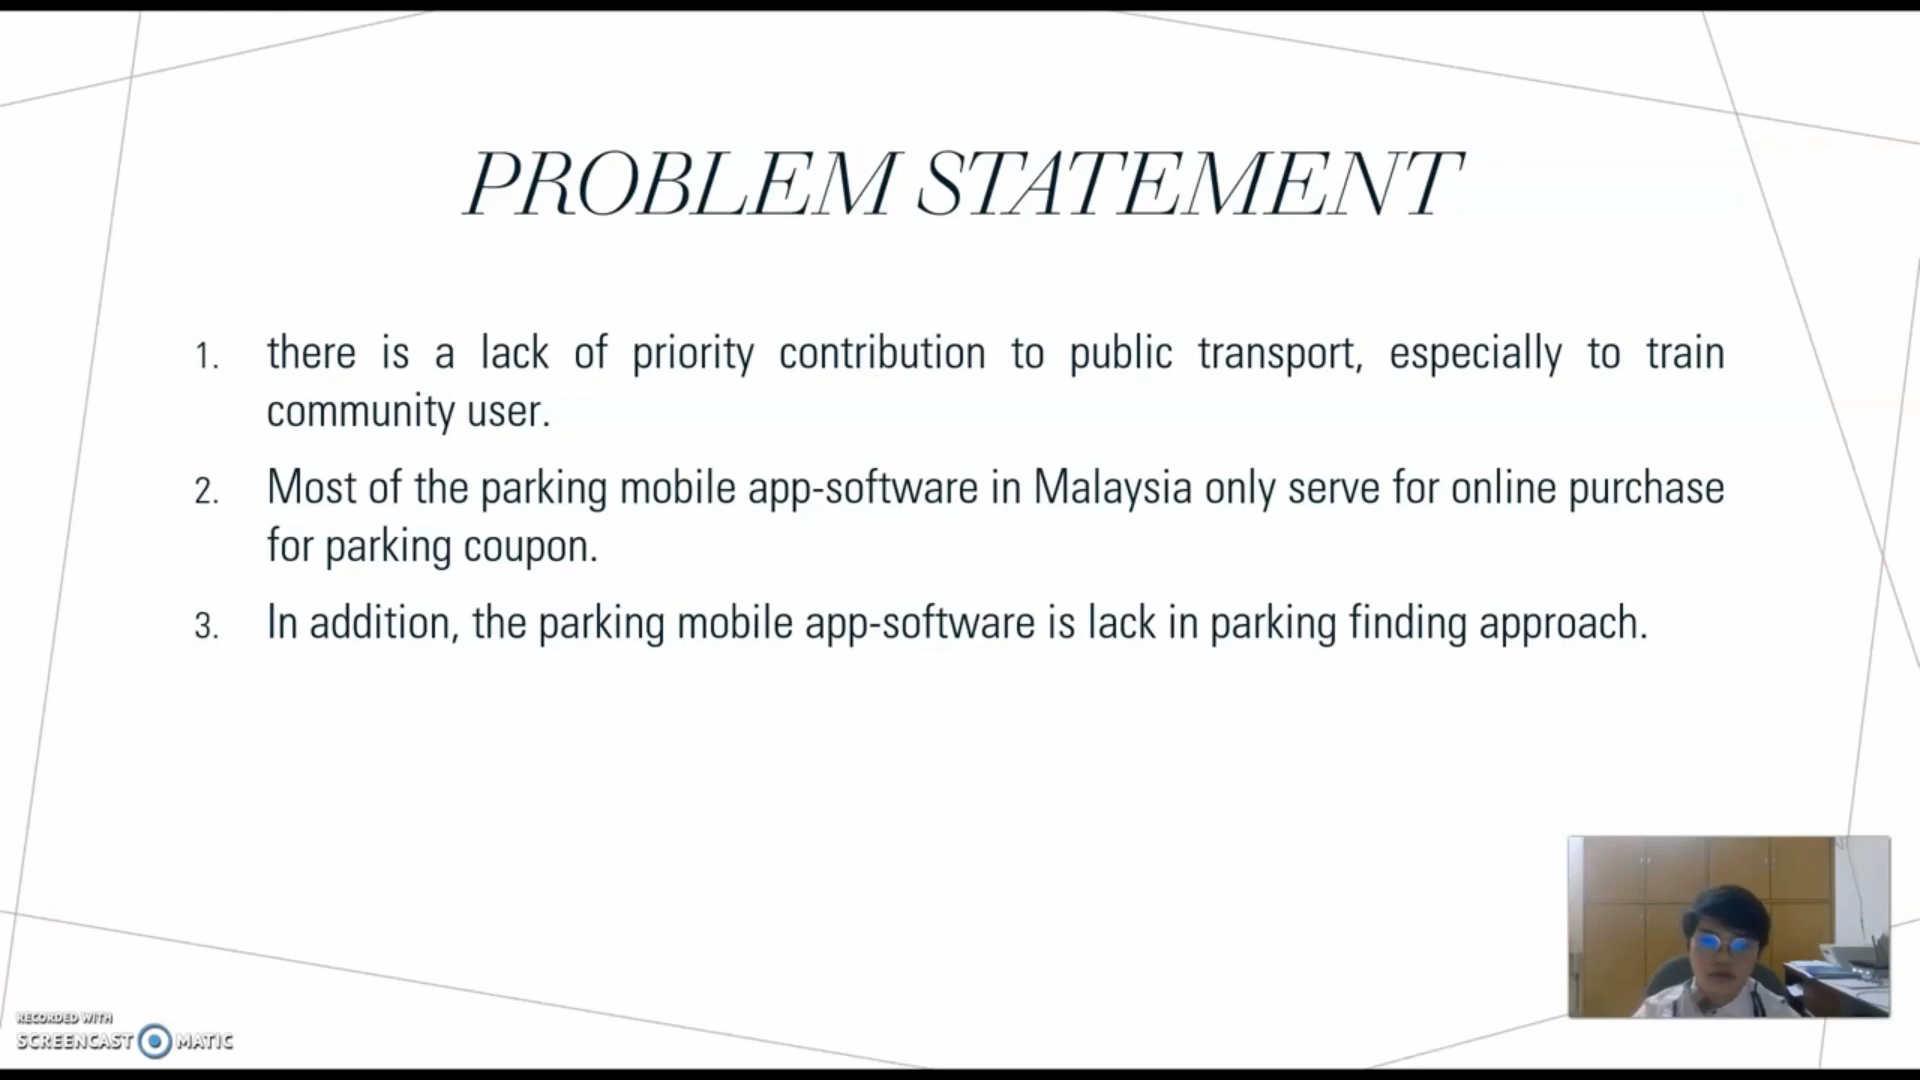 PROBLEM STATEMENT
1. there is a lack of priority contribution to public transport, especially to train
community user.
2. Most of the parking mobile app-software in Malaysia only serve for online purchase
for parking coupon.
3. In addition, the parking mobile app-software is lack in parking finding approach.
RECORDED WITH
SCREENCAST MATIC